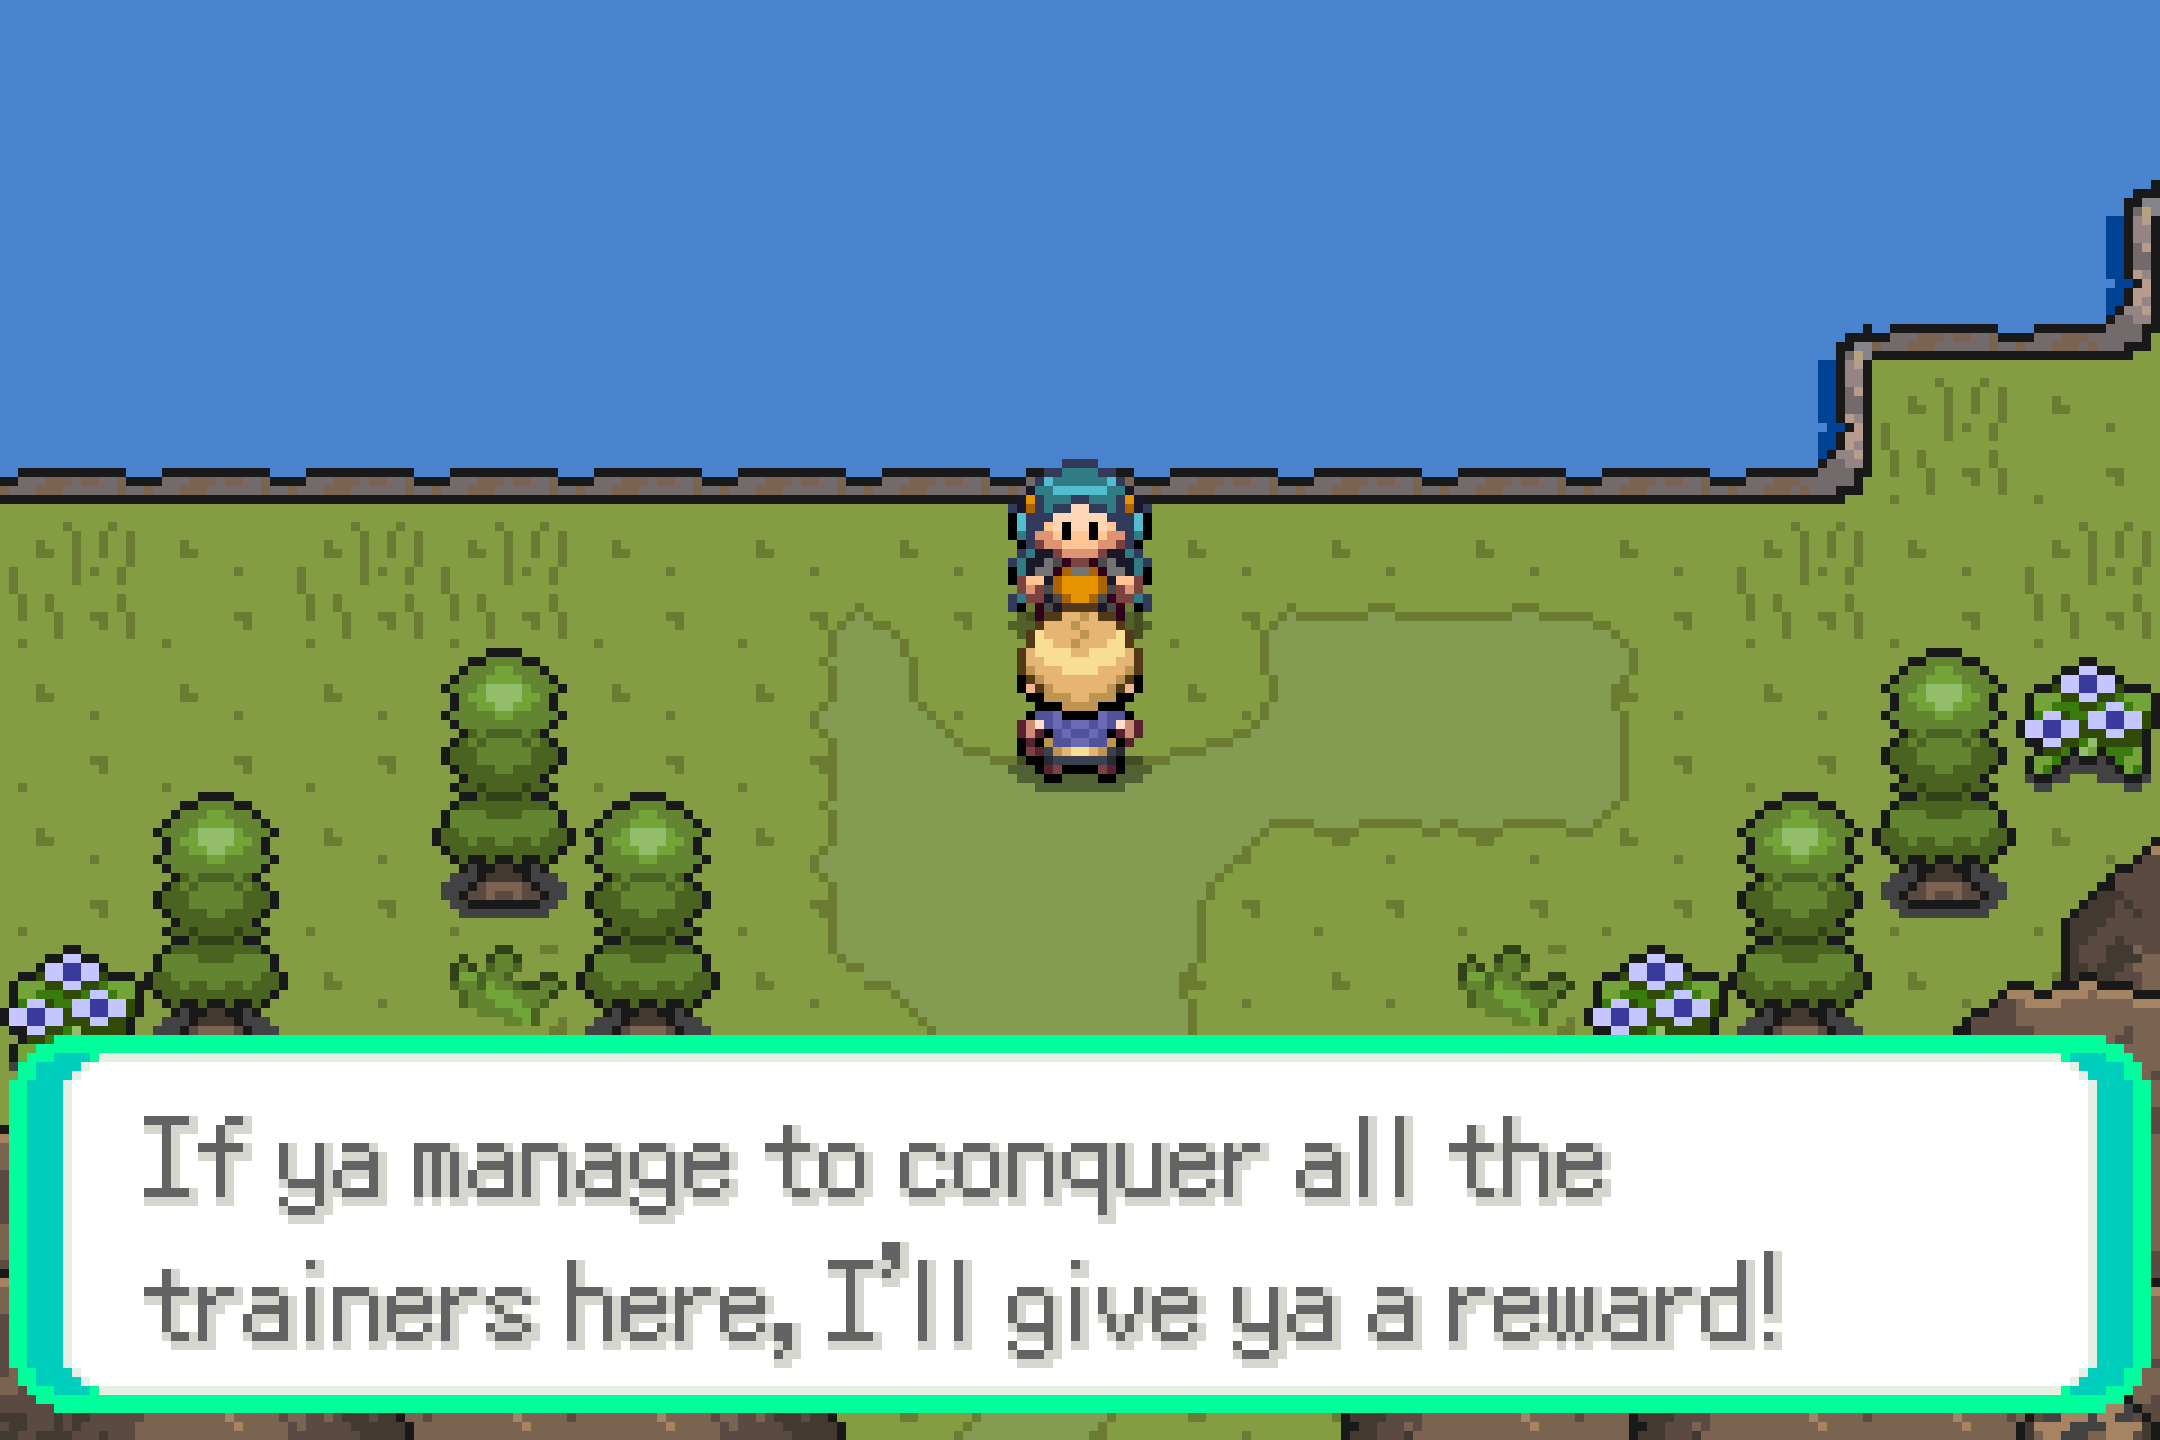 If ya manage to conquer all the
trainers here, I'll give ya a reward!